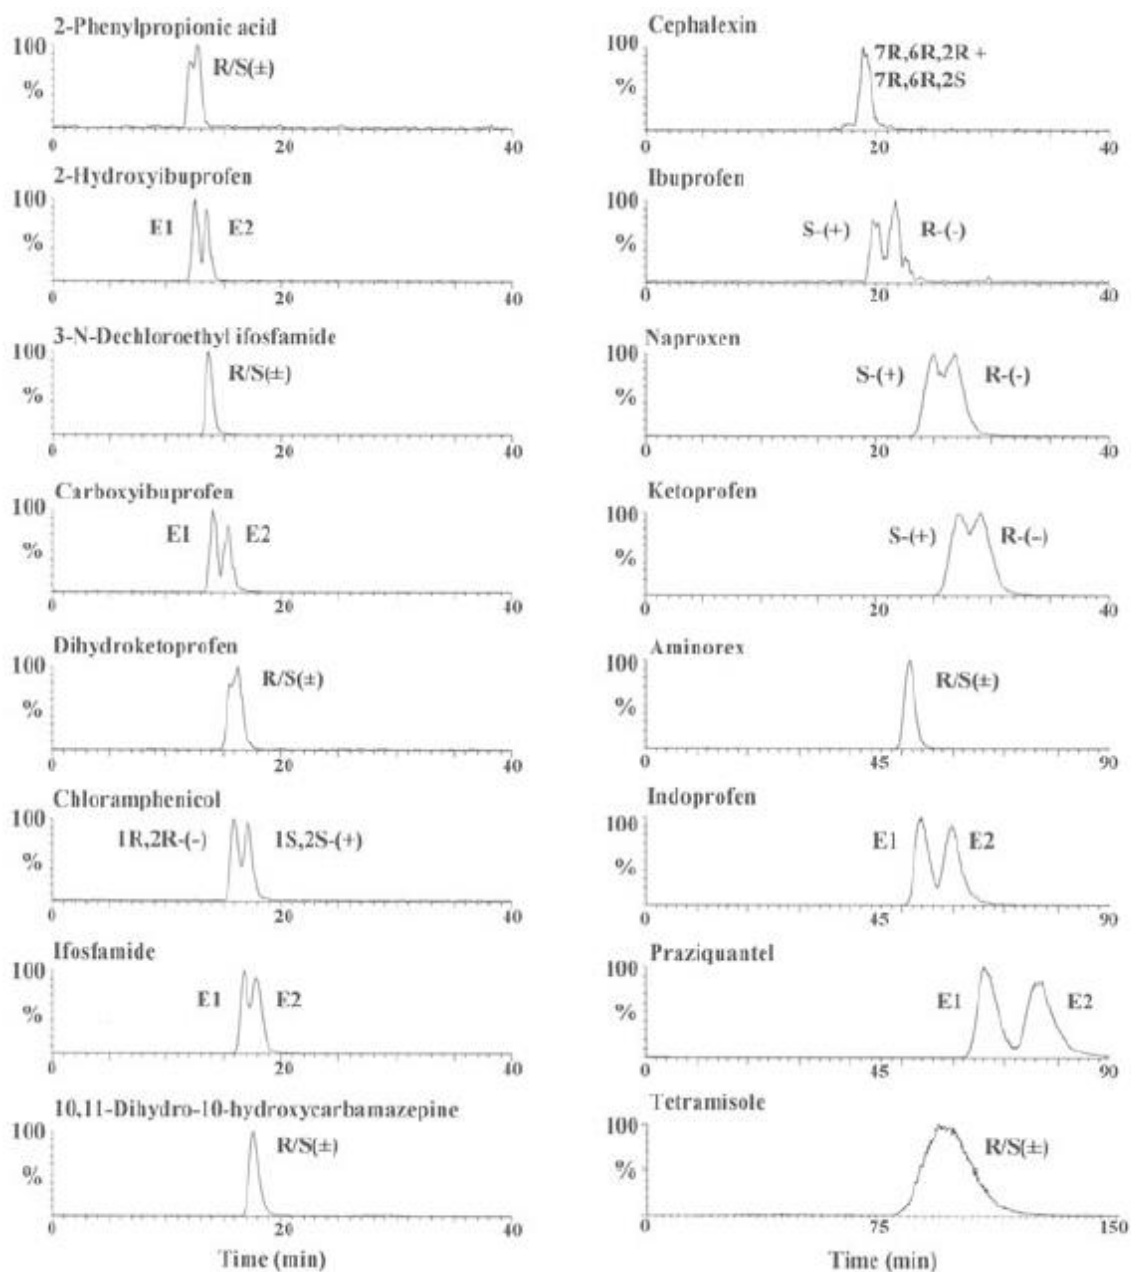 2-Phenylpropionic acid
100
%
R/S(±)
0 20 40
2-Hydroxyibuprofen
100
%
E1 E2
0 20 40
3-N-Dechloroethyl ifosfamide
100
%
R/S(±)
0 20 40
Carboxyibuprofen
100
%
E1 E2
0 20 40
Dihydroketoprofen
100
%
R/S(±)
0 20 40
Chloramphenicol
100
%
1R,2R-(-) 1S,2S-(+)
0 20 40
Ifosfamide
100
%
E1 E2
0 20 40
10,11-Dihydro-10-hydroxycarbamazepine
100
%
R/S(±)
0 20 40
Time (min)
Cephalexin
100
%
7R,6R,2R +
7R,6R,2S
0 20 40
Ibuprofen
100
%
S-(+) R-(-)
0 20 40
Naproxen
100
%
S-(+) R-(-)
0 20 40
Ketoprofen
100
%
S-(+) R-(-)
0 20 40
Aminorex
100
%
R/S(±)
0 45 90
Indoprofen
100
%
E1 E2
0 45 90
Praziquantel
100
%
E1 E2
0 45 90
Tetramisole
100
%
R/S(±)
0 75 150
Time (min)